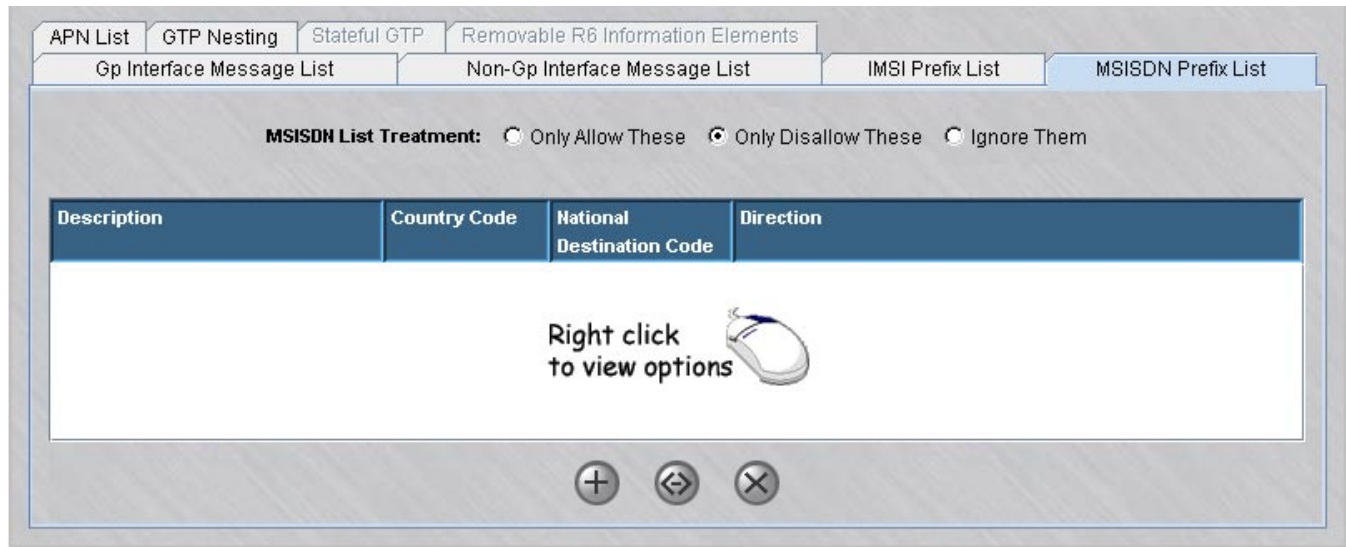 APN List GTP Nesting Stateful GTP Removable R6 Information Elements
Gp Interface Message List Non-Gp Interface Message List IMSI Prefix List MSISDN Prefix List
MSISDN List Treatment: Only Allow These Only Disallow These Ignore Them
Description Country Code National Destination Code Direction
Right click
to view options